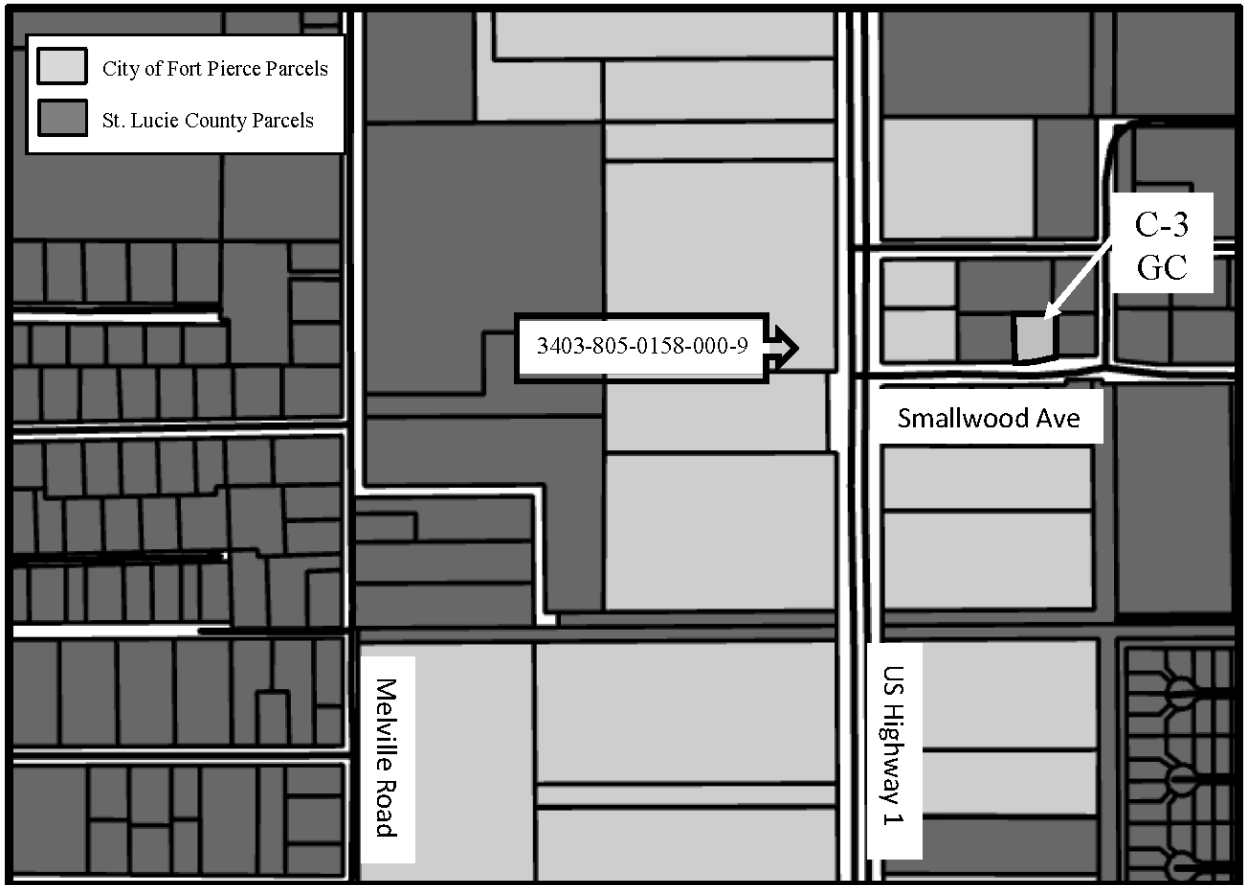 City of Fort Pierce Parcels
St. Lucie County Parcels
C-3
GC
3403-805-0158-000-9
Smallwood Ave
Melville Road
US Highway 1